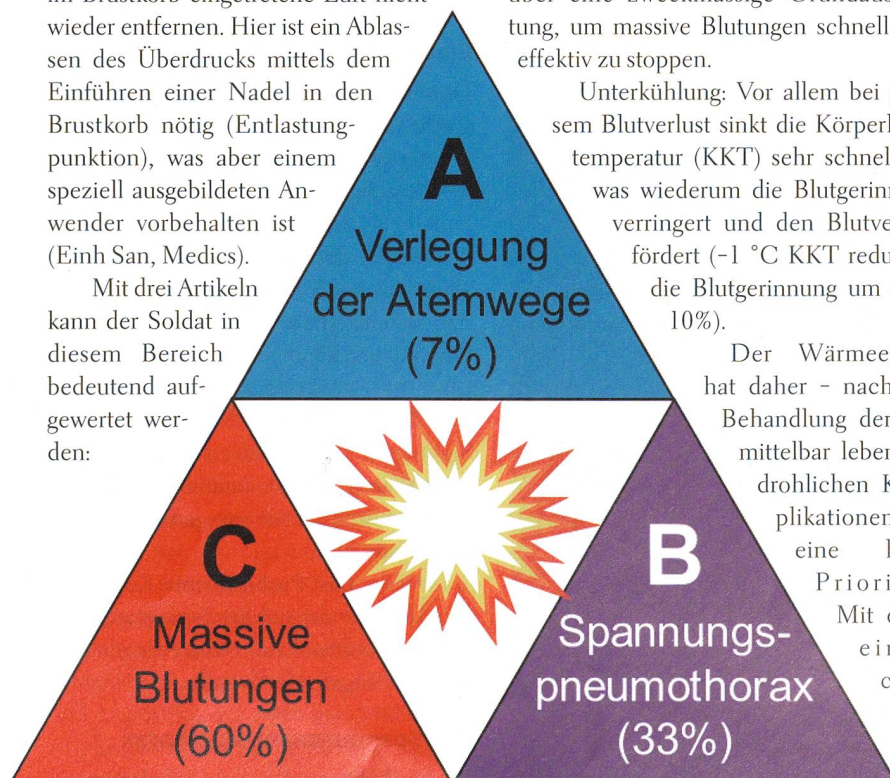 wieder entfernen. Hier ist ein Ablas-
sen des Überdrucks mittels dem
Einführen einer Nadel in den
Brustkorb nötig (Entlastung-
punktion), was aber einem
speziell ausgebildeten An-
wender vorbehalten ist
(Einh San, Medics).
Mit drei Artikeln
kann der Soldat in
diesem Bereich
bedeutend auf-
gewertet wer-
den:
A
Verlegung
der Atemwege
(7%)
C
Massive
Blutungen
(60%)
B
Spannungs-
pneumothorax
(33%)
tung, um massive Blutungen schnell
effektiv zu stoppen.
Unterkühlung: Vor allem bei
sem Blutverlust sinkt die Körperk
temperatur (KKT) sehr schnel
was wiederum die Blutgerinn
verringert und den Blutve
fördert (-1 °C KKT redu
die Blutgerinnung um
10%).
Der Wärmee
hat daher – nach
Behandlung der
mittelbar leben
drohlichen K
plikationen
eine
Priori
Mit
ein